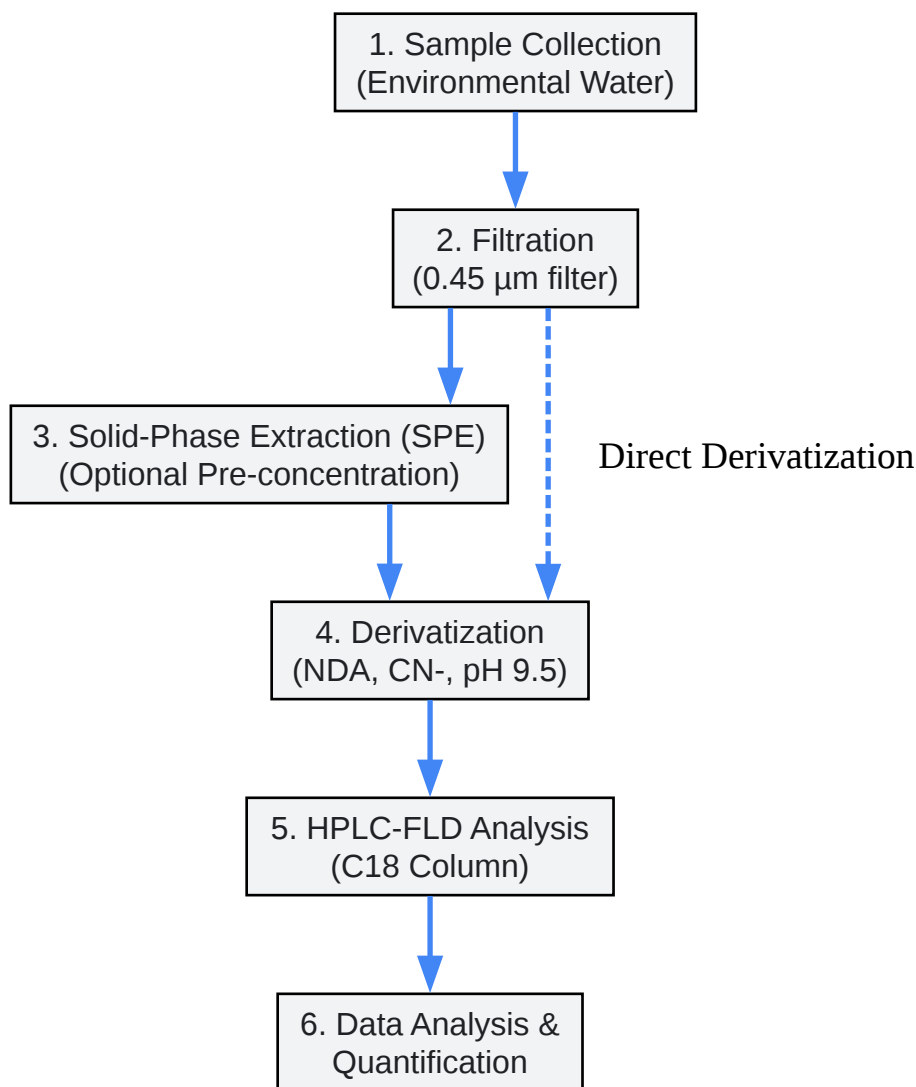 1. Sample Collection
(Environmental Water)
2. Filtration
(0.45 µm filter)
3. Solid-Phase Extraction (SPE)
(Optional Pre-concentration)
Direct Derivatization
4. Derivatization
(NDA, CN-, pH 9.5)
5. HPLC-FLD Analysis
(C18 Column)
6. Data Analysis &
Quantification